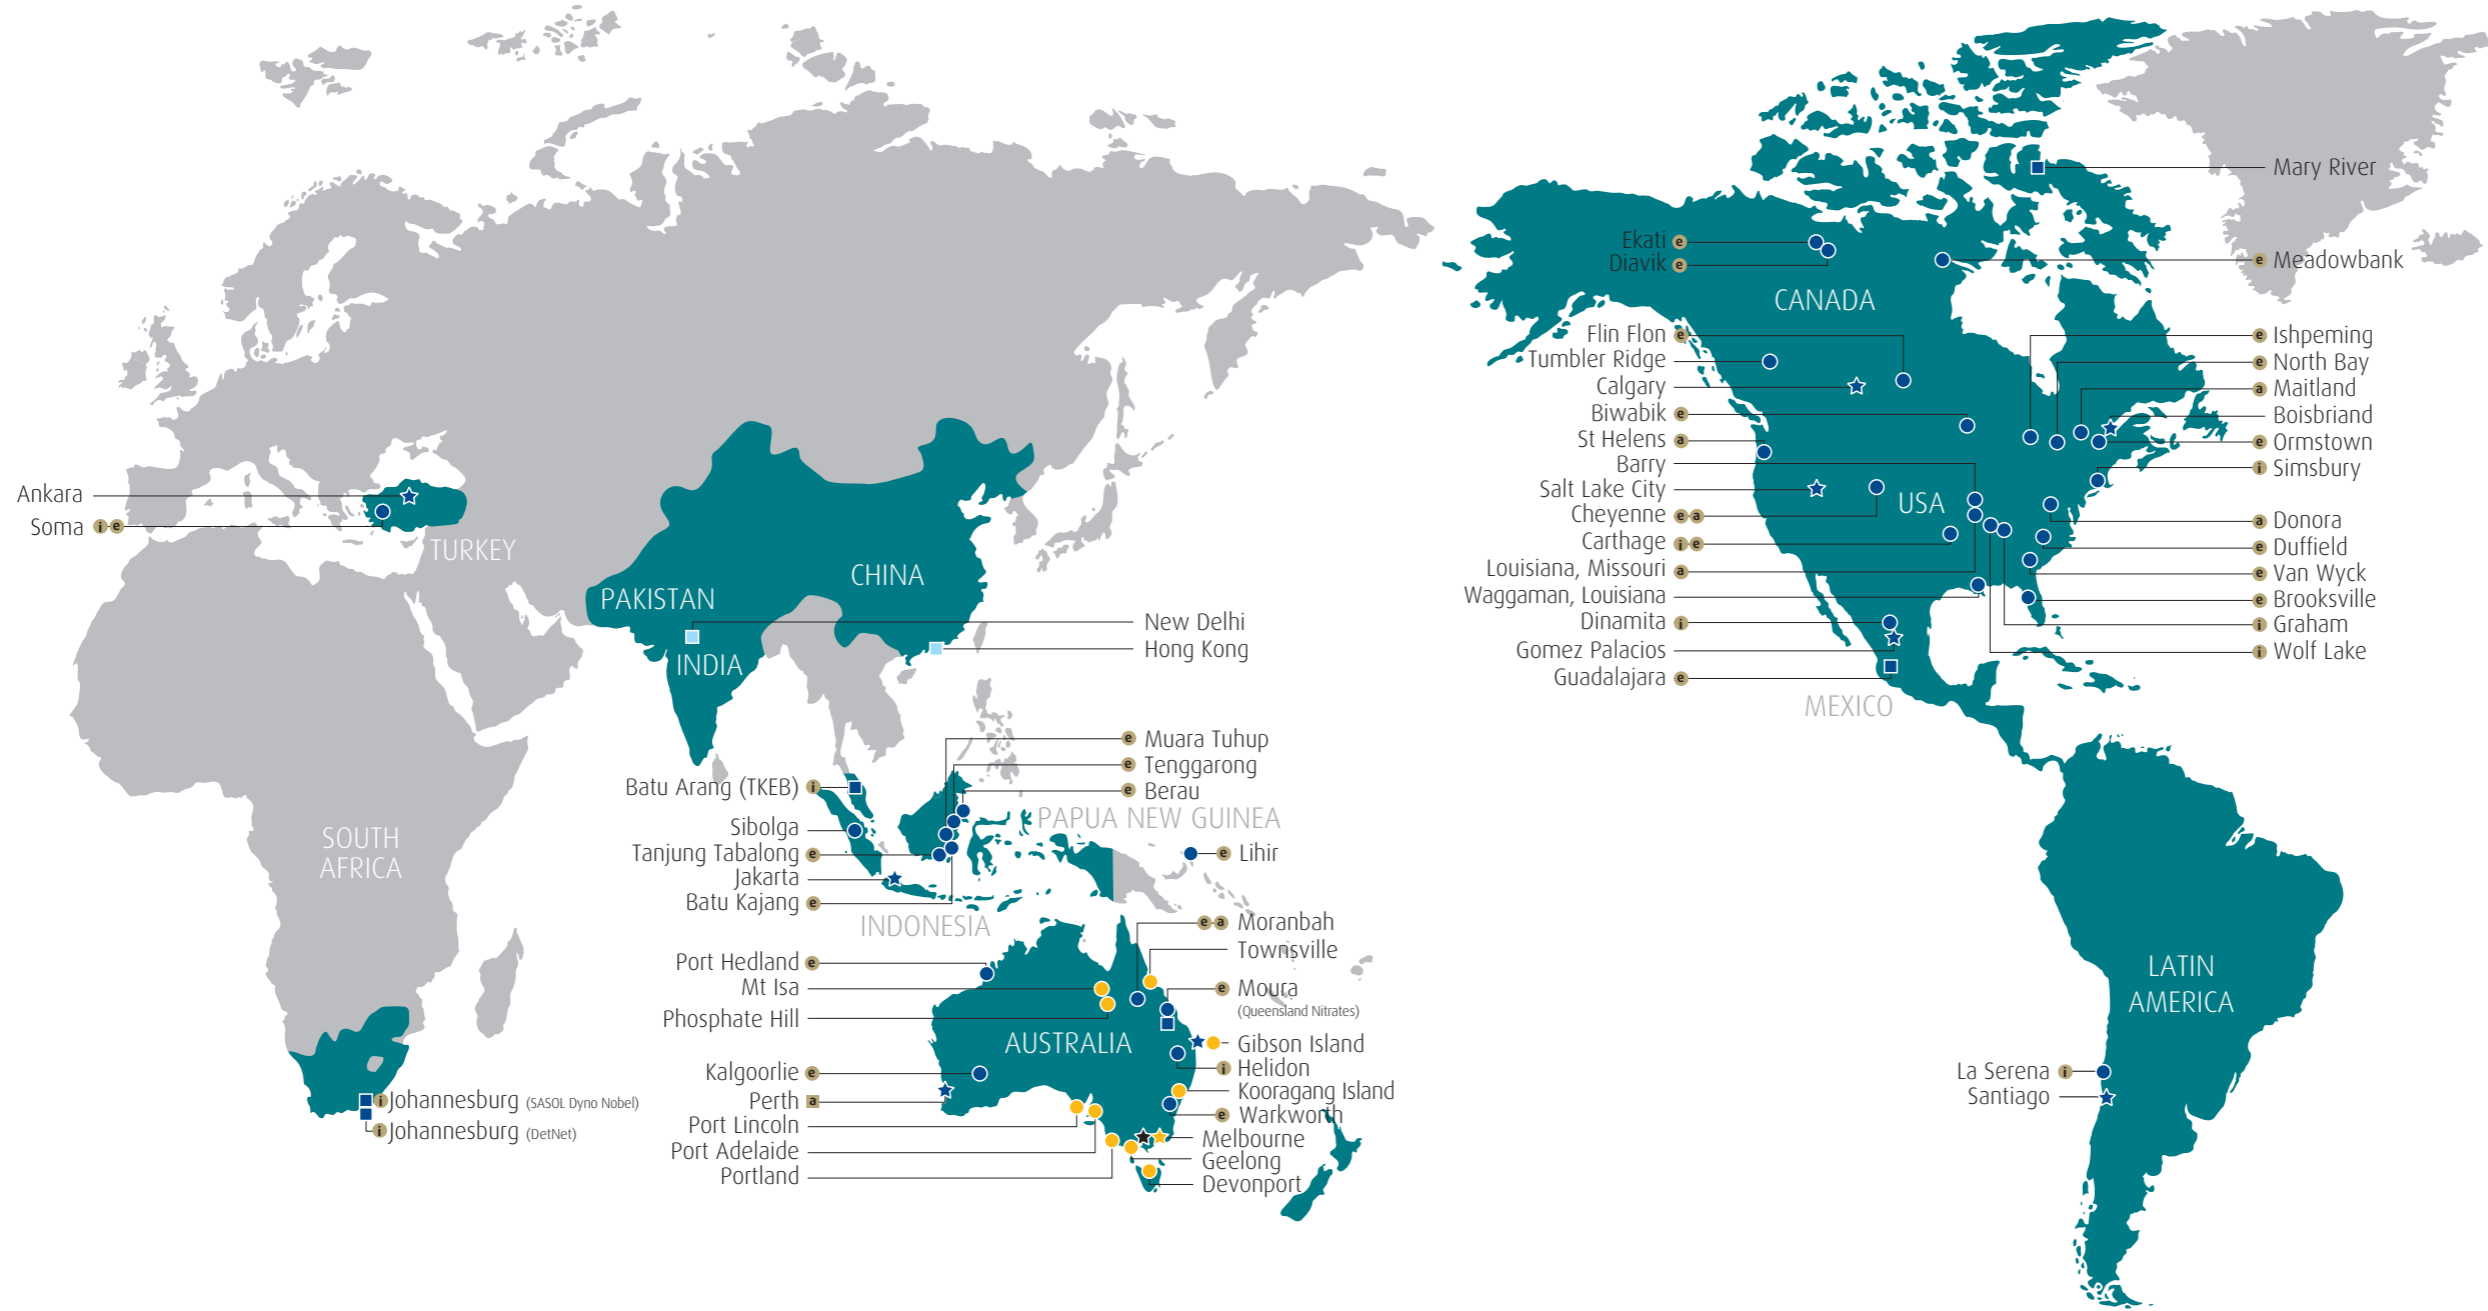 Ankara
Soma i e
TURKEY
PAKISTAN
CHINA
INDIA
New Delhi
Hong Kong
SOUTH
AFRICA
i Johannesburg (SASOL Dyno Nobel)
i Johannesburg (DetNet)
Batu Arang (TKEB) i
Sibolga
Tanjung Tabalong e
Jakarta
Batu Kajang e
INDONESIA
e Muara Tuhup
e Tenggarong
e Berau
PAPUA NEW GUINEA
e Lihir
Port Hedland e
Mt Isa
Phosphate Hill
Kalgoorlie e
Perth a
Port Lincoln
Port Adelaide
Portland
AUSTRALIA
e a Moranbah
Townsville
e Moura
(Queensland Nitrates)
Gibson Island
i Helidon
Kooragang Island
e Warkworth
Melbourne
Geelong
Devonport
Ekati e
Diavik e
CANADA
Flin Flon e
Tumbler Ridge
Calgary
Biwabik e
St Helens a
Barry
Salt Lake City
Cheyenne e a
Carthage i e
Louisiana, Missouri a
Waggaman, Louisiana
Dinamita i
Gomez Palacios
Guadalajara e
USA
MEXICO
Mary River
e Meadowbank
e Ishpeming
e North Bay
a Maitland
Boisbriand
e Ormstown
i Simsbury
a Donora
e Duffield
e Van Wyck
e Brooksville
i Graham
i Wolf Lake
LATIN
AMERICA
La Serena i
Santiago